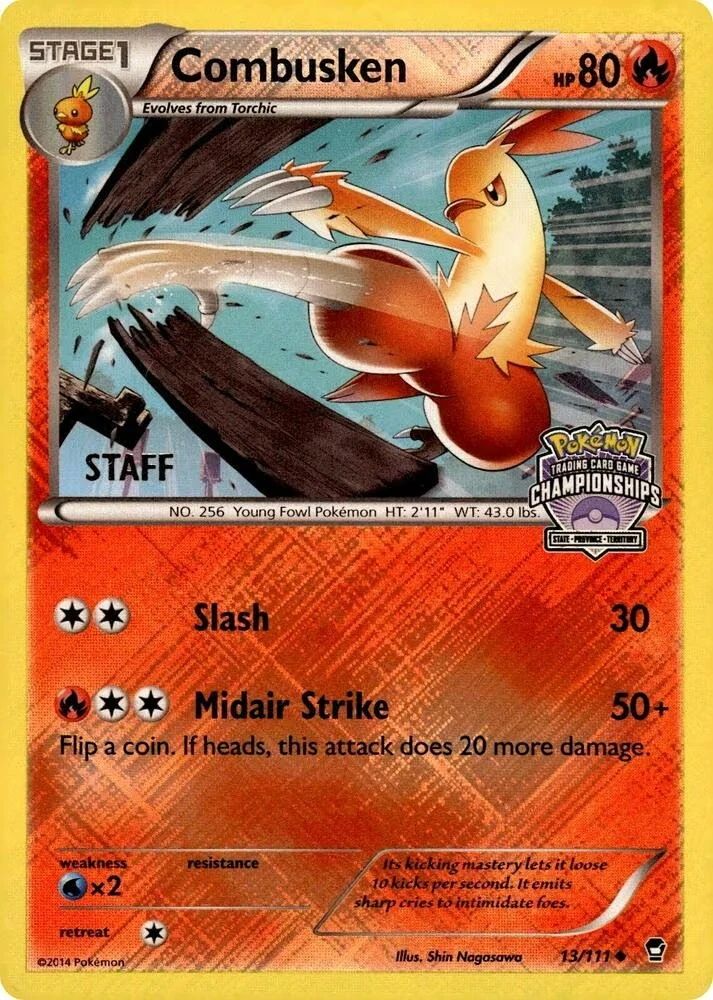 STAGE1
Combusken
HP80
Evolves from Torchic
STAFF
Pokémon
TRADING CARD GAME
CHAMPIONSHIPS
STATE • PROVINCE • TERRITORY
NO. 256 Young Fowl Pokémon HT: 2'11" WT: 43.0 lbs.
Slash 30
Midair Strike 50+
Flip a coin. If heads, this attack does 20 more damage.
weakness resistance
×2
Its kicking mastery lets it loose
10 kicks per second. It emits
sharp cries to intimidate foes.
retreat
©2014 Pokémon
Illus. Shin Nagasawa
13/111